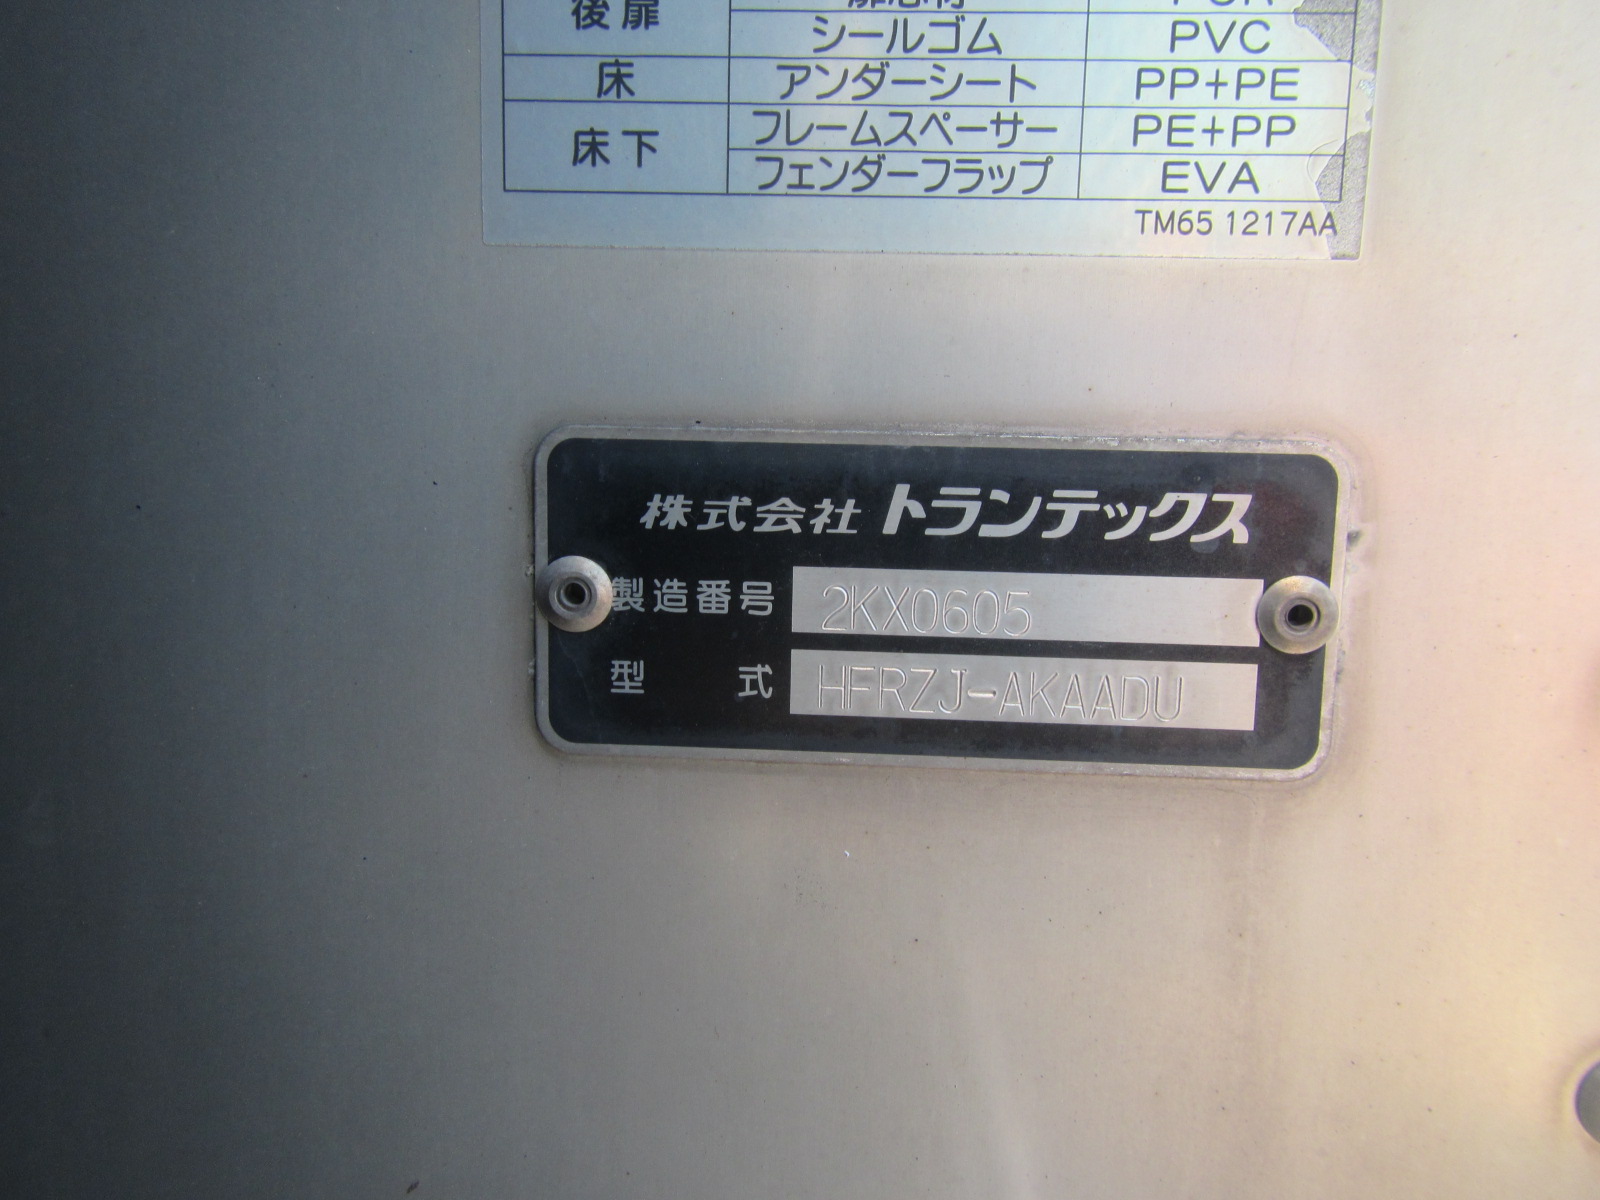 後扉
シールゴム PVC
床 アンダーシート PP+PE
床下 フレームスペーサー PE+PP
フェンダーフラップ EVA
TM65 1217AA
株式会社 トランテックス
製造番号 2KX0605
型式 HFRZJ-AKAADU